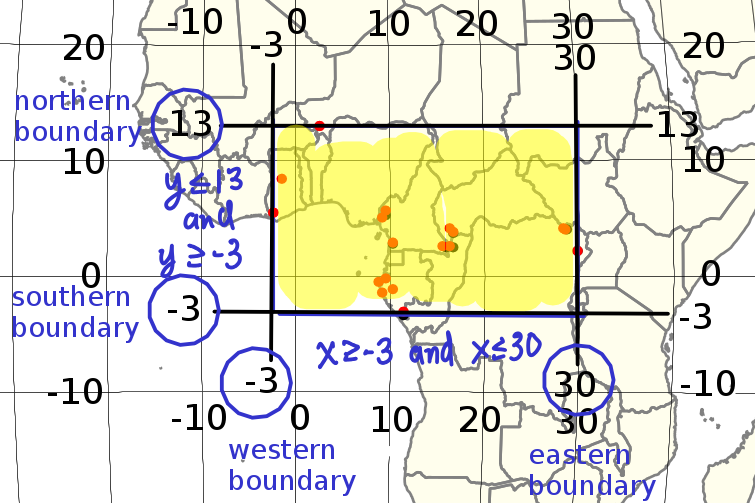 -10 0 10 20 30
-3 30
20 20
northern
boundary
13 13
10 10
y ≤ 13
and
y ≥ -3
0 0
southern
boundary
-3 -3
x ≥ -3 and x ≤ 30
-3 30
-10 -10
-10 0 10 20 30
western
boundary
eastern
boundary